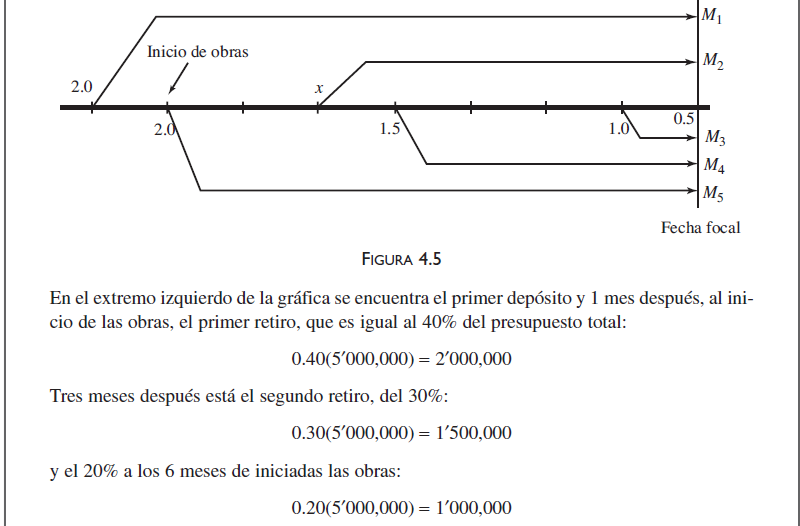 M1
Inicio de obras
M2
2.0
x
2.0
1.5
1.0
0.5
M3
M4
M5
Fecha focal
FIGURA 4.5
En el extremo izquierdo de la gráfica se encuentra el primer depósito y 1 mes después, al ini-
cio de las obras, el primer retiro, que es igual al 40% del presupuesto total:
0.40(5′000,000) = 2′000,000
Tres meses después está el segundo retiro, del 30%:
0.30(5′000,000) = 1′500,000
y el 20% a los 6 meses de iniciadas las obras:
0.20(5′000,000) = 1′000,000